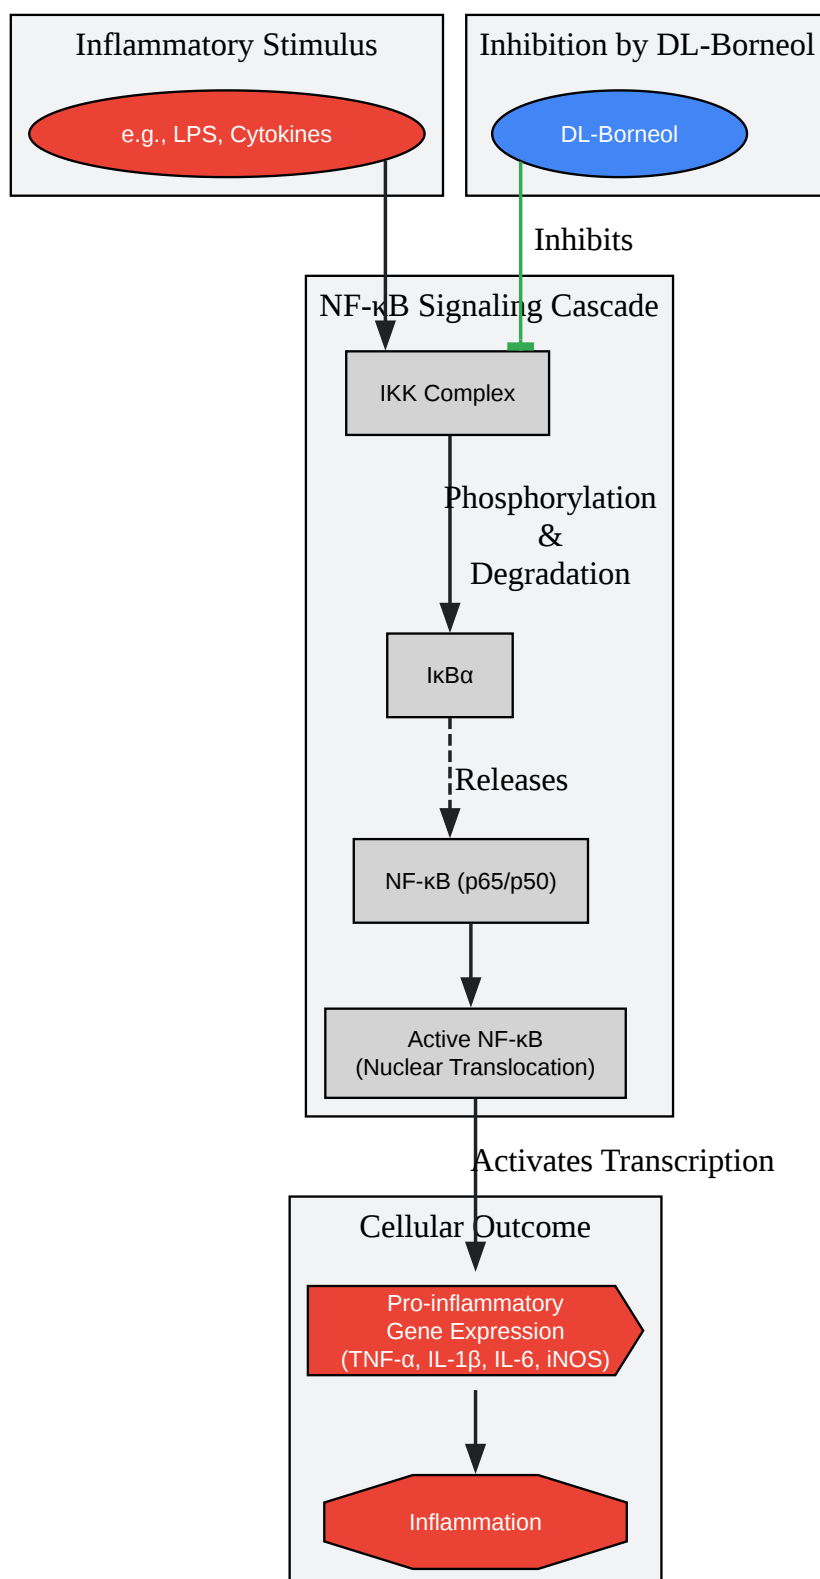 Inflammatory Stimulus
e.g., LPS, Cytokines
Inhibition by DL-Borneol
DL-Borneol
Inhibits
NF-κB Signaling Cascade
IKK Complex
Phosphorylation
&
Degradation
IκBα
Releases
NF-κB (p65/p50)
Active NF-κB
(Nuclear Translocation)
Activates Transcription
Cellular Outcome
Pro-inflammatory
Gene Expression
(TNF-α, IL-1β, IL-6, iNOS)
Inflammation